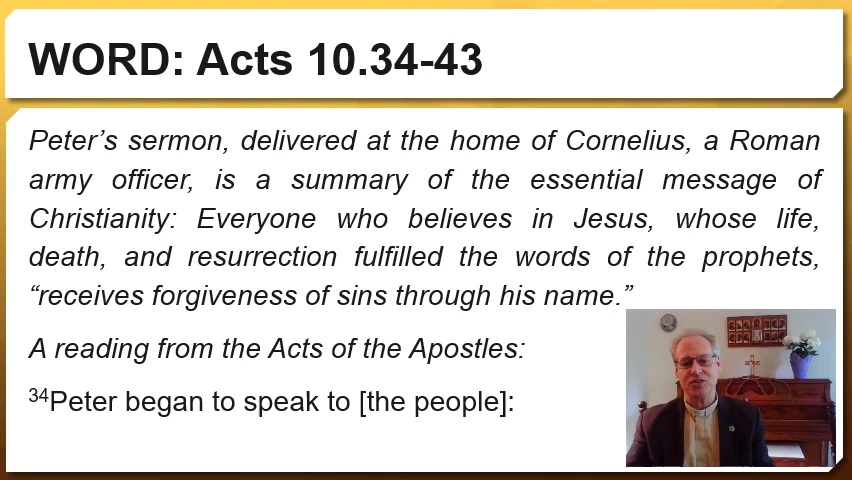 WORD: Acts 10.34-43
Peter’s sermon, delivered at the home of Cornelius, a Roman
army officer, is a summary of the essential message of
Christianity: Everyone who believes in Jesus, whose life,
death, and resurrection fulfilled the words of the prophets,
“receives forgiveness of sins through his name.”
A reading from the Acts of the Apostles:
34Peter began to speak to [the people]: